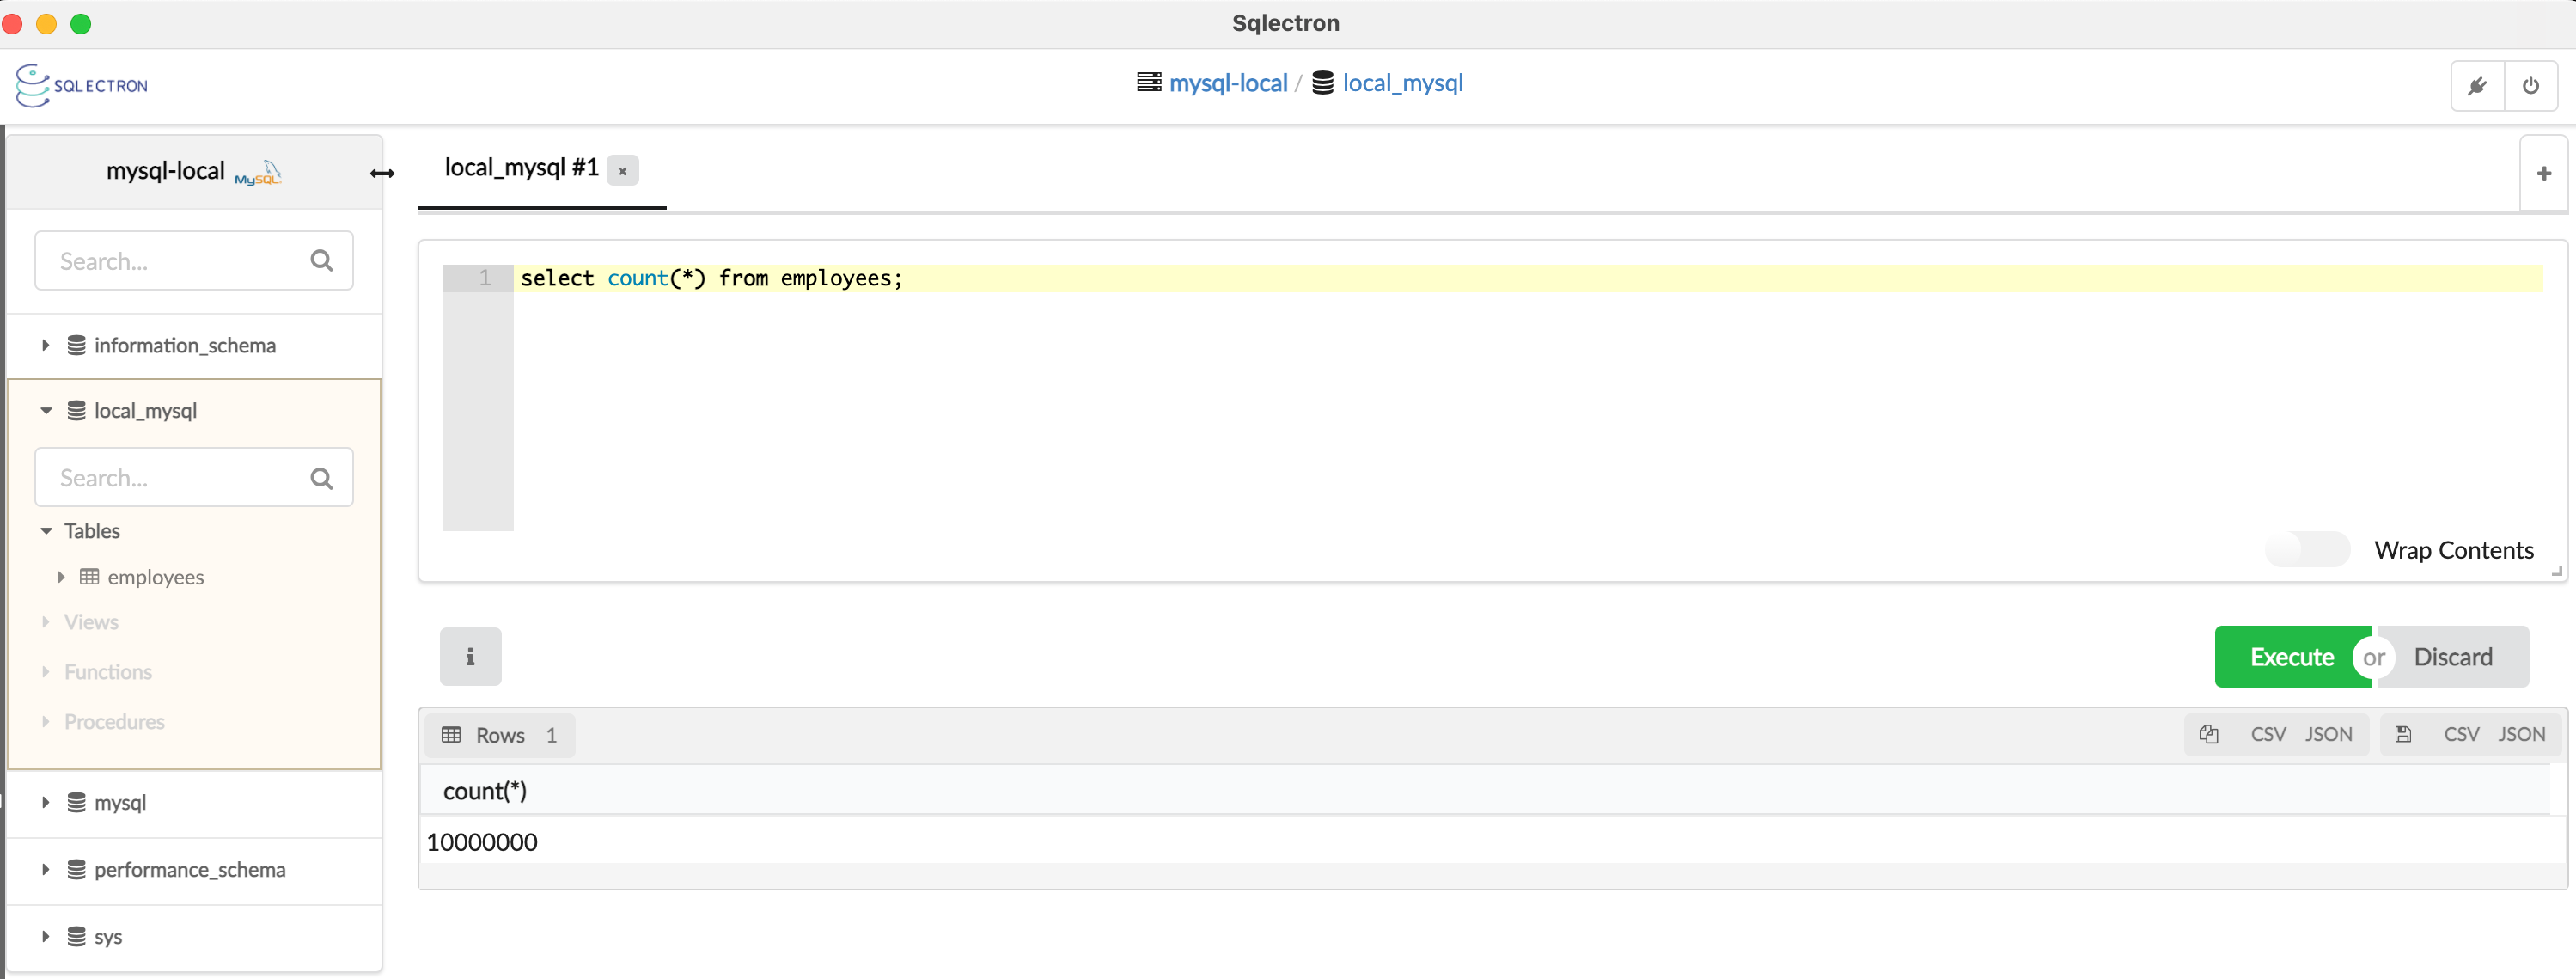 Sqlectron
SQLECTRON
mysql-local / local_mysql
mysql-local MySQL
Search...
information_schema
local_mysql
Search...
Tables
employees
Views
Functions
Procedures
mysql
performance_schema
sys
local_mysql #1 ×
+
1 select count(*) from employees;
Wrap Contents
i
Execute or Discard
Rows 1
CSV JSON CSV JSON
count(*)
10000000